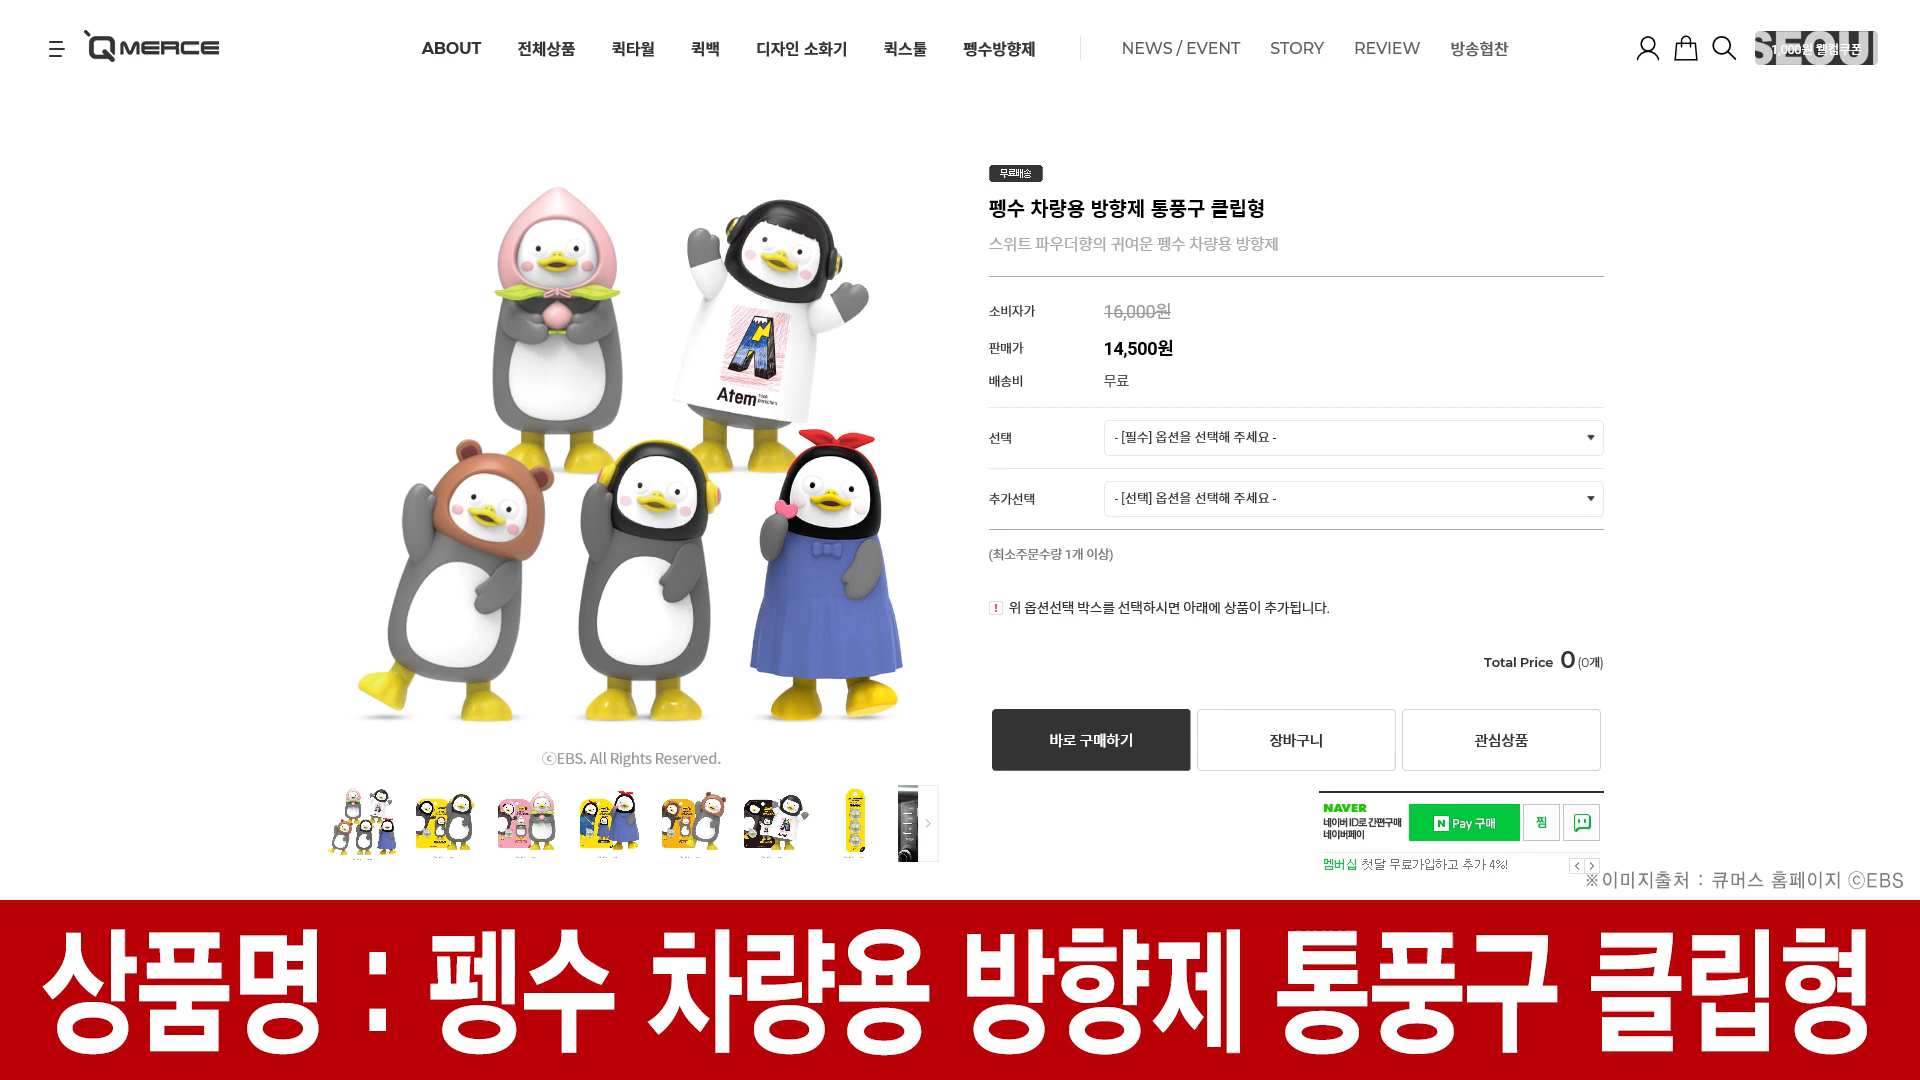 QMERCE
ABOUT 전체상품 퀵타월 퀵백 디자인 소화기 퀵스툴 펭수방향제 NEWS / EVENT STORY REVIEW 방송협찬
SEOU
1,000원 웰컴쿠폰
무료배송
펭수 차량용 방향제 통풍구 클립형
스위트 파우더향의 귀여운 펭수 차량용 방향제
소비자가 16,000원
판매가 14,500원
배송비 무료
선택 - [필수] 옵션을 선택해 주세요 -
추가선택 - [선택] 옵션을 선택해 주세요 -
(최소주문수량 1개 이상)
! 위 옵션선택 박스를 선택하시면 아래에 상품이 추가됩니다.
Total Price 0 (0개)
바로 구매하기 장바구니 관심상품
A
Atem
ⓒEBS. All Rights Reserved.
NAVER
네이버 ID로 간편구매
네이버페이
N Pay 구매 찜
멤버십 첫달 무료가입하고 추가 4%!
※이미지출처 : 큐머스 홈페이지 ⓒEBS
상품명 : 펭수 차량용 방향제 통풍구 클립형